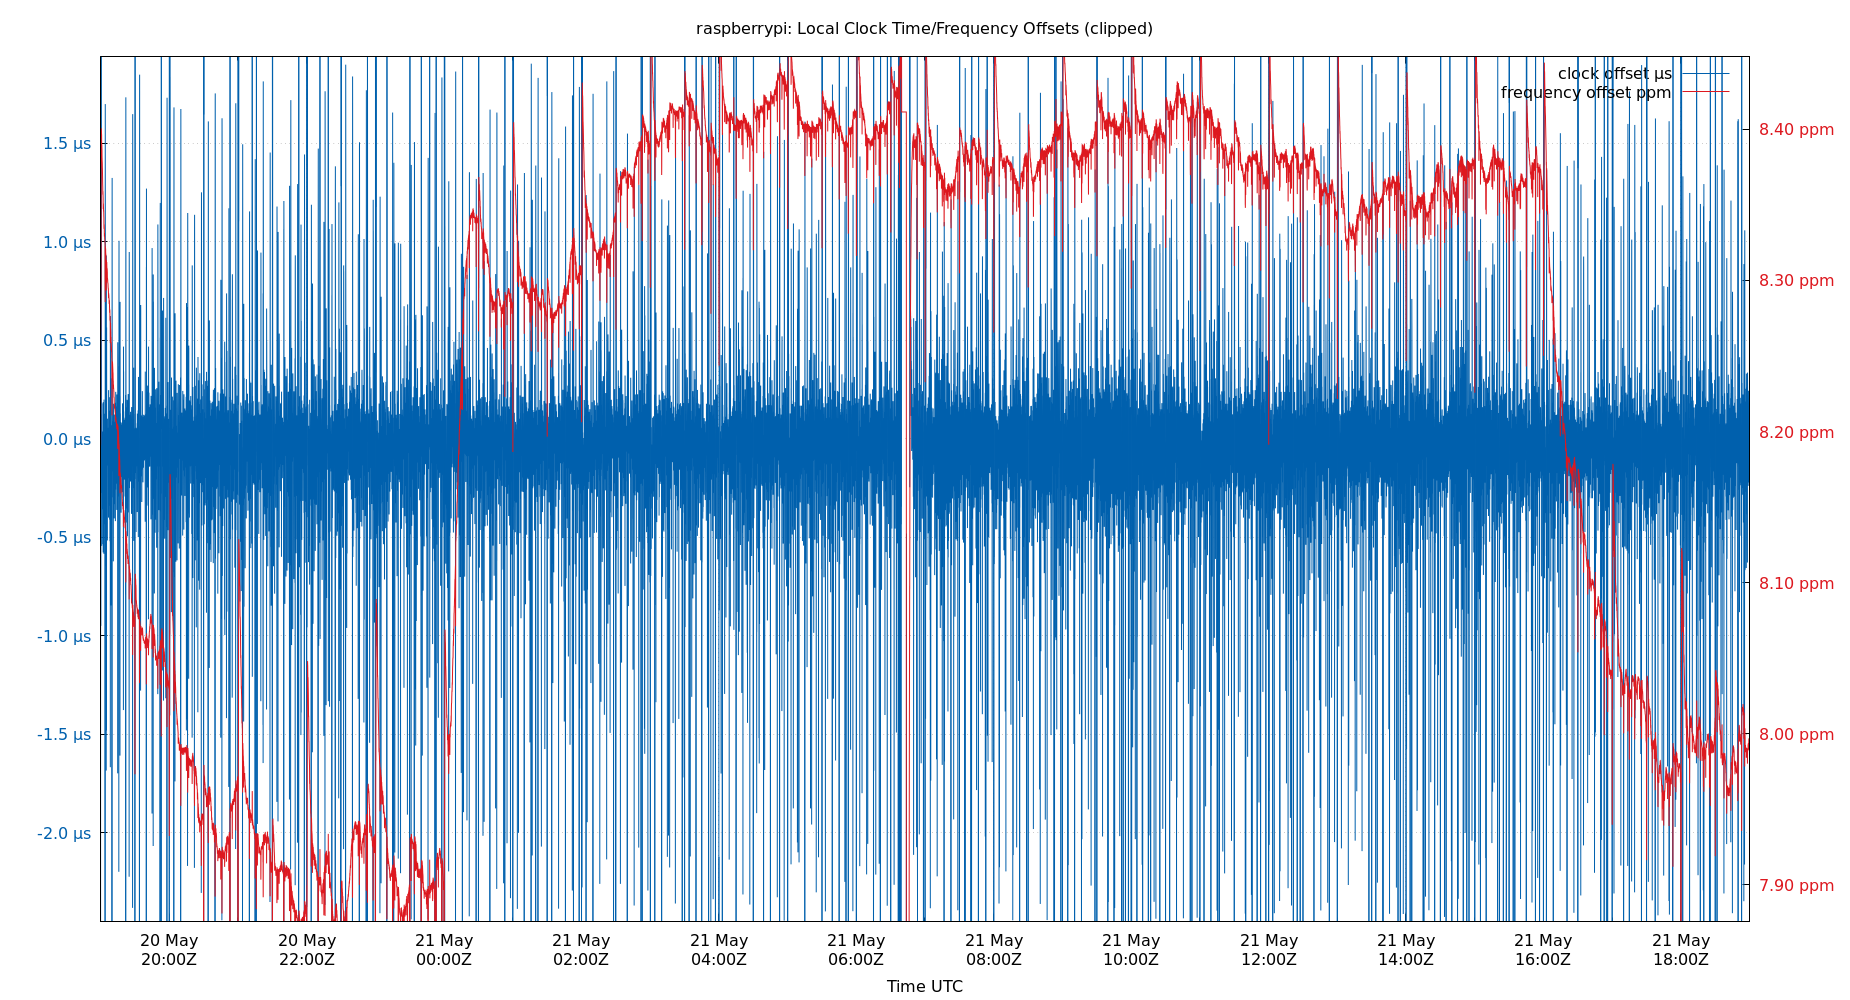 raspberrypi: Local Clock Time/Frequency Offsets (clipped)
clock offset µs
frequency offset ppm
1.5 µs
1.0 µs
0.5 µs
0.0 µs
-0.5 µs
-1.0 µs
-1.5 µs
-2.0 µs
8.40 ppm
8.30 ppm
8.20 ppm
8.10 ppm
8.00 ppm
7.90 ppm
20 May 20 May 21 May 21 May 21 May 21 May 21 May 21 May 21 May 21 May 21 May 21 May
20:00Z 22:00Z 00:00Z 02:00Z 04:00Z 06:00Z 08:00Z 10:00Z 12:00Z 14:00Z 16:00Z 18:00Z
Time UTC